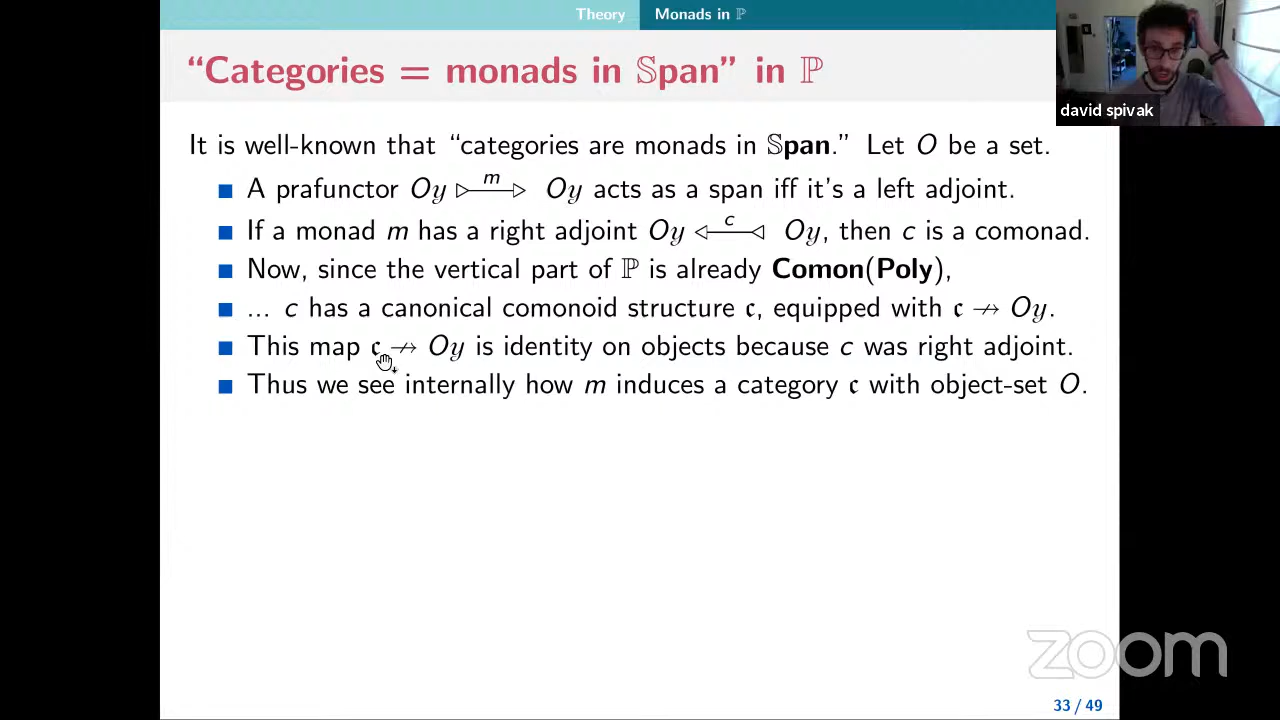 Theory Monads in ℙ
“Categories = monads in 𝕊pan” in ℙ
david spivak
It is well-known that “categories are monads in 𝕊pan.” Let O be a set.
■ A prafunctor Oy ▷—m—▷ Oy acts as a span iff it's a left adjoint.
■ If a monad m has a right adjoint Oy ◁—c—◁ Oy, then c is a comonad.
■ Now, since the vertical part of ℙ is already Comon(Poly),
■ ... c has a canonical comonoid structure 𝔠, equipped with 𝔠 ↛ Oy.
■ This map 𝔠 ↛ Oy is identity on objects because c was right adjoint.
■ Thus we see internally how m induces a category 𝔠 with object-set O.
zoom
33 / 49